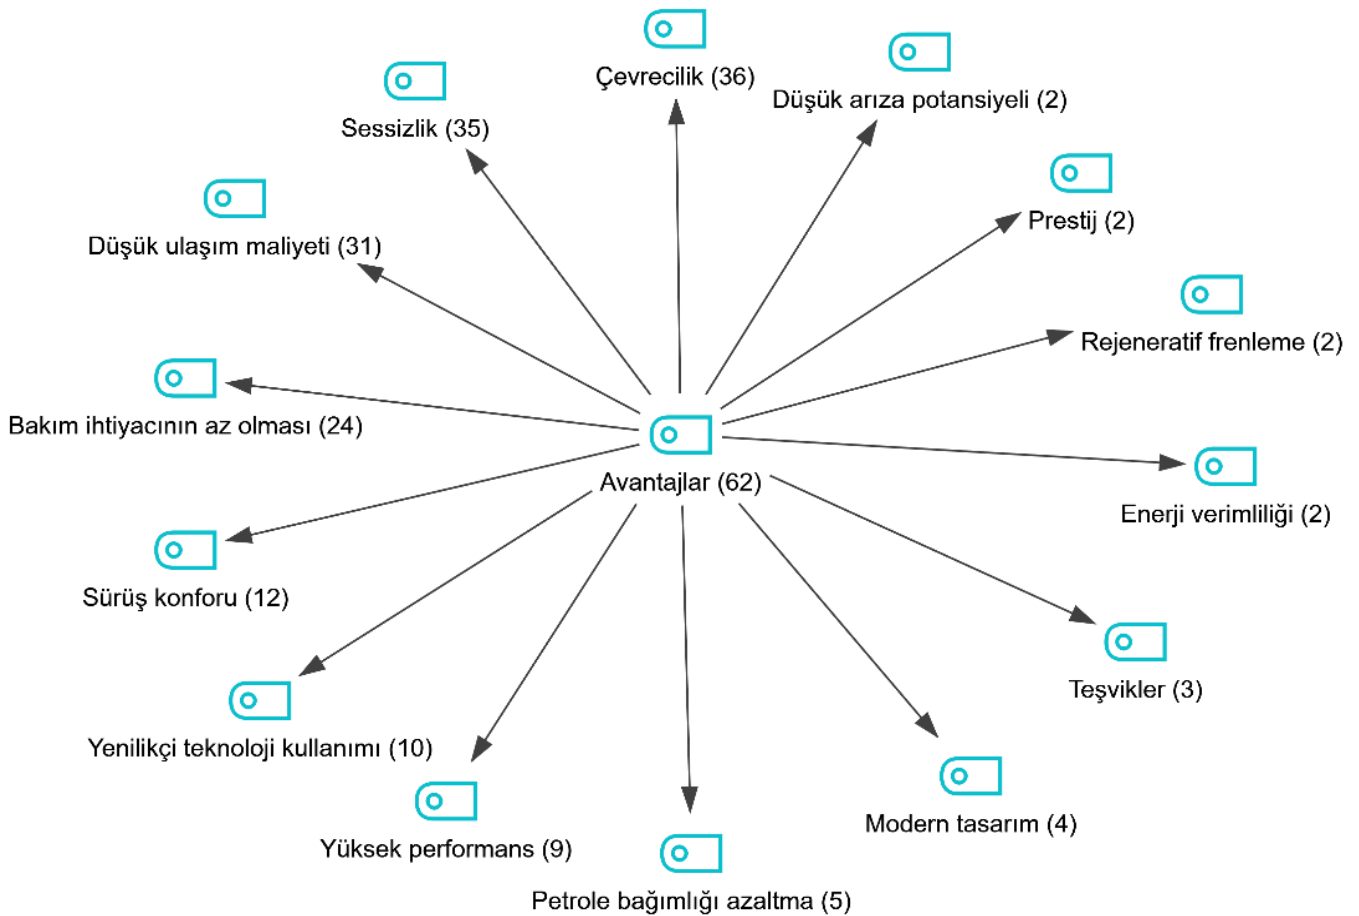 Çevrecilik (36)
Düşük arıza potansiyeli (2)
Sessizlik (35)
Prestij (2)
Düşük ulaşım maliyeti (31)
Rejeneratif frenleme (2)
Bakım ihtiyacının az olması (24)
Avantajlar (62)
Enerji verimliliği (2)
Sürüş konforu (12)
Teşvikler (3)
Yenilikçi teknoloji kullanımı (10)
Modern tasarım (4)
Yüksek performans (9)
Petrole bağımlığı azaltma (5)